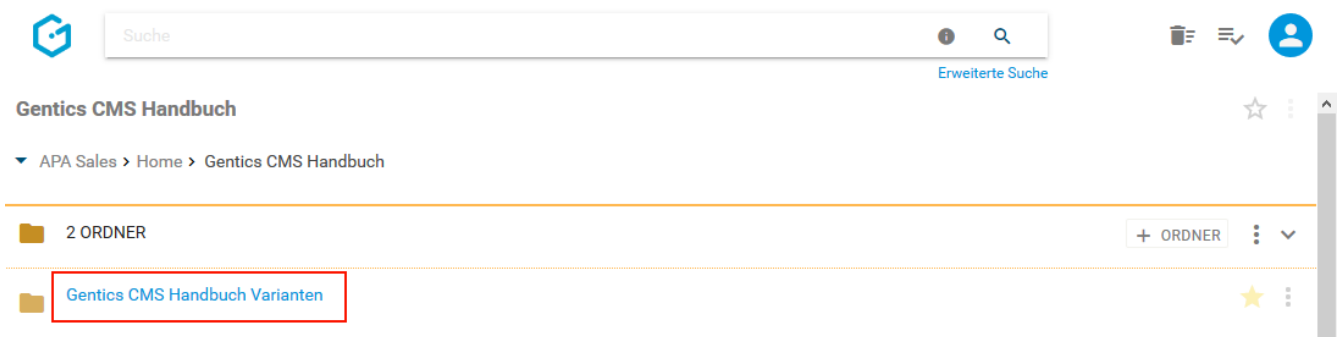 Suche
Erweiterte Suche
Gentics CMS Handbuch
APA Sales > Home > Gentics CMS Handbuch
2 ORDNER
+ ORDNER
Gentics CMS Handbuch Varianten